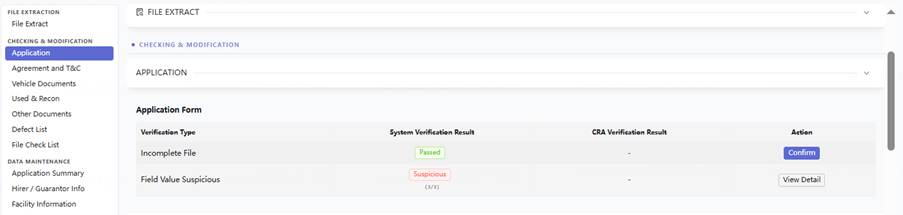 FILE EXTRACTION
File Extract
CHECKING & MODIFICATION
Application
Agreement and T&C
Vehicle Documents
Used & Recon
Other Documents
Defect List
File Check List
DATA MAINTENANCE
Application Summary
Hirer / Guarantor Info
Facility Information
FILE EXTRACT
CHECKING & MODIFICATION
APPLICATION
Application Form
Verification Type System Verification Result CRA Verification Result Action
Incomplete File Passed - Confirm
Field Value Suspicious Suspicious - View Detail
(3/3)